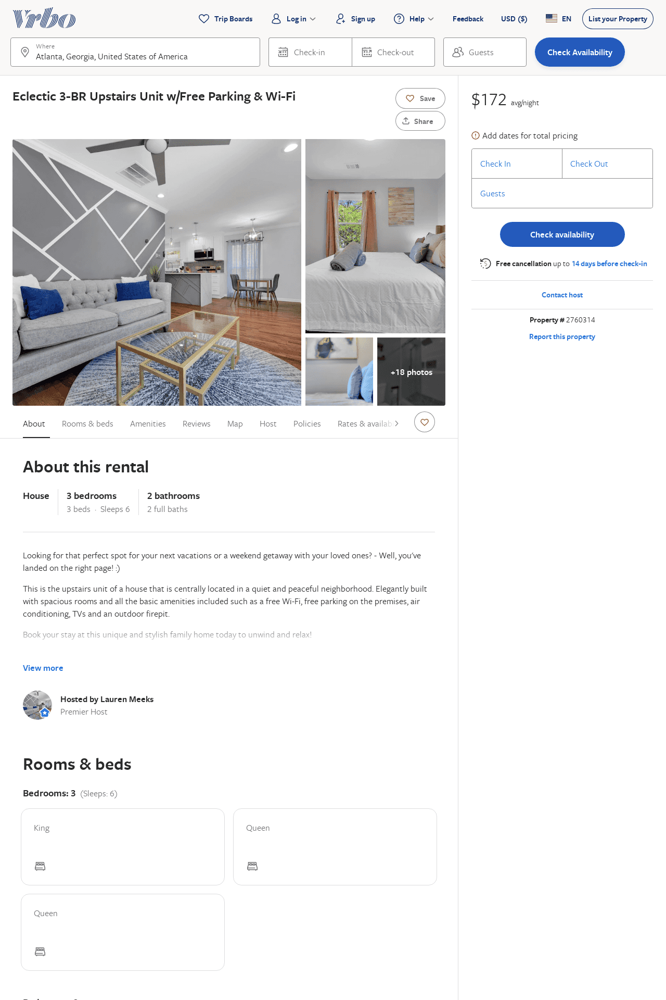 Vrbo
Trip Boards
Log in
Sign up
Help
Feedback
USD ($)
EN
List your Property
Where
Atlanta, Georgia, United States of America
Check-in
Check-out
Guests
Check Availability
Eclectic 3-BR Upstairs Unit w/Free Parking & Wi-Fi
Save
Share
+18 photos
$172 avg/night
Add dates for total pricing
Check In
Check Out
Guests
Check availability
Free cancellation up to 14 days before check-in
Contact host
Property # 2760314
Report this property
About
Rooms & beds
Amenities
Reviews
Map
Host
Policies
Rates & availab
About this rental
House
3 bedrooms
3 beds · Sleeps 6
2 bathrooms
2 full baths
Looking for that perfect spot for your next vacations or a weekend getaway with your loved ones? - Well, you've
landed on the right page! :)
This is the upstairs unit of a house that is centrally located in a quiet and peaceful neighborhood. Elegantly built
with spacious rooms and all the basic amenities included such as a free Wi-Fi, free parking on the premises, air
conditioning, TVs and an outdoor firepit.
Book your stay at this unique and stylish family home today to unwind and relax!
View more
Hosted by Lauren Meeks
Premier Host
Rooms & beds
Bedrooms: 3 (Sleeps: 6)
King
Queen
Queen